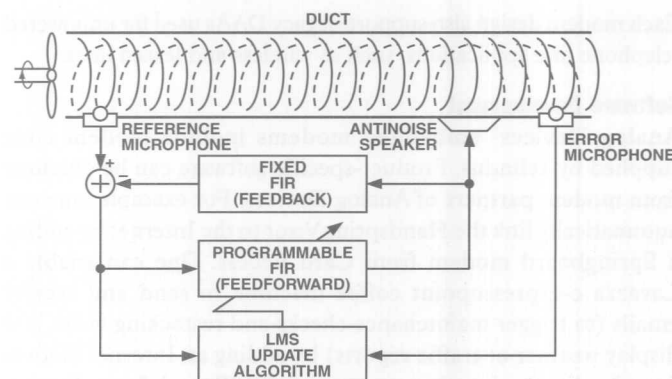 DUCT
REFERENCE
MICROPHONE
ANTINOISE
SPEAKER
ERROR
MICROPHONE
+
FIXED
FIR
(FEEDBACK)
PROGRAMMABLE
FIR
(FEEDFORWARD)
LMS
UPDATE
ALGORITHM